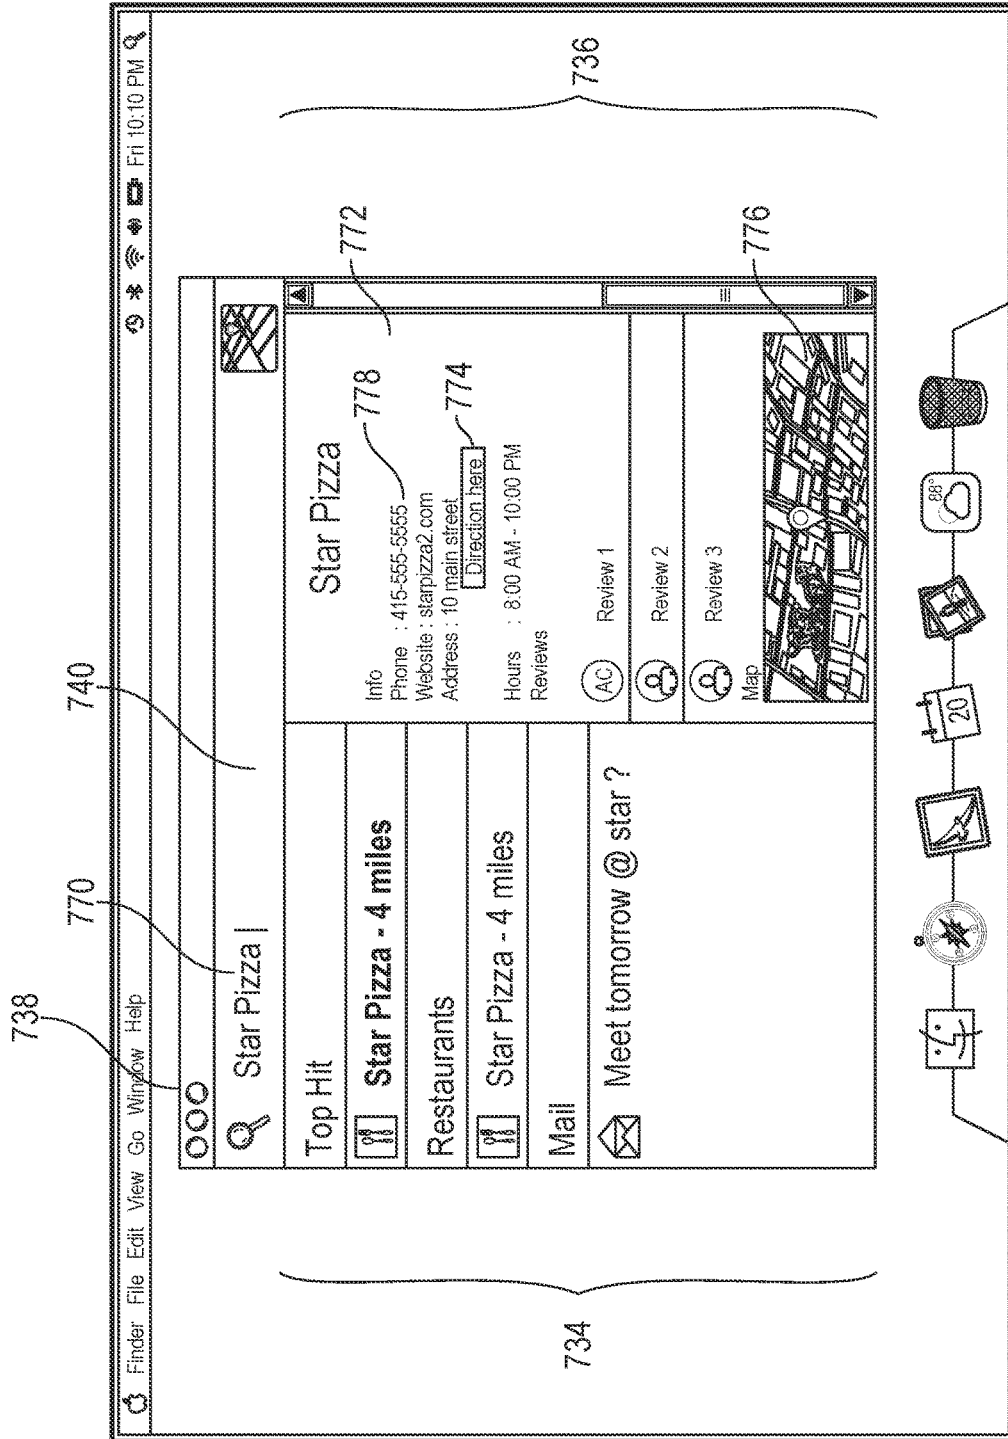 738
770
740
Finder File Edit View Go Window Help
Fri 10:10 PM
Star Pizza
Top Hit
Star Pizza - 4 miles
Restaurants
Star Pizza - 4 miles
Mail
Meet tomorrow @ star ?
Star Pizza
Info
Phone : 415-555-5555
Website : starpizza2.com
Address : 10 main street
Direction here
Hours : 8:00 AM - 10:00 PM
Reviews
AC Review 1
Review 2
Review 3
Map
778
772
774
776
734
736
20
88°